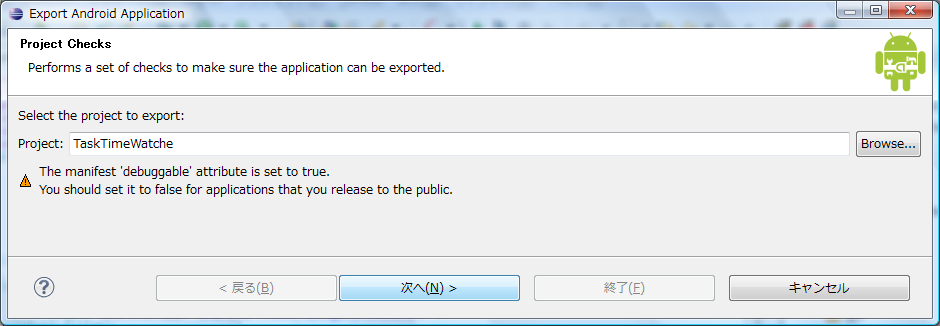 Export Android Application
Project Checks
Performs a set of checks to make sure the application can be exported.
Select the project to export:
Project: TaskTimeWatche Browse...
The manifest 'debuggable' attribute is set to true.
You should set it to false for applications that you release to the public.
? < 戻る(B) 次へ(N) > 終了(F) キャンセル